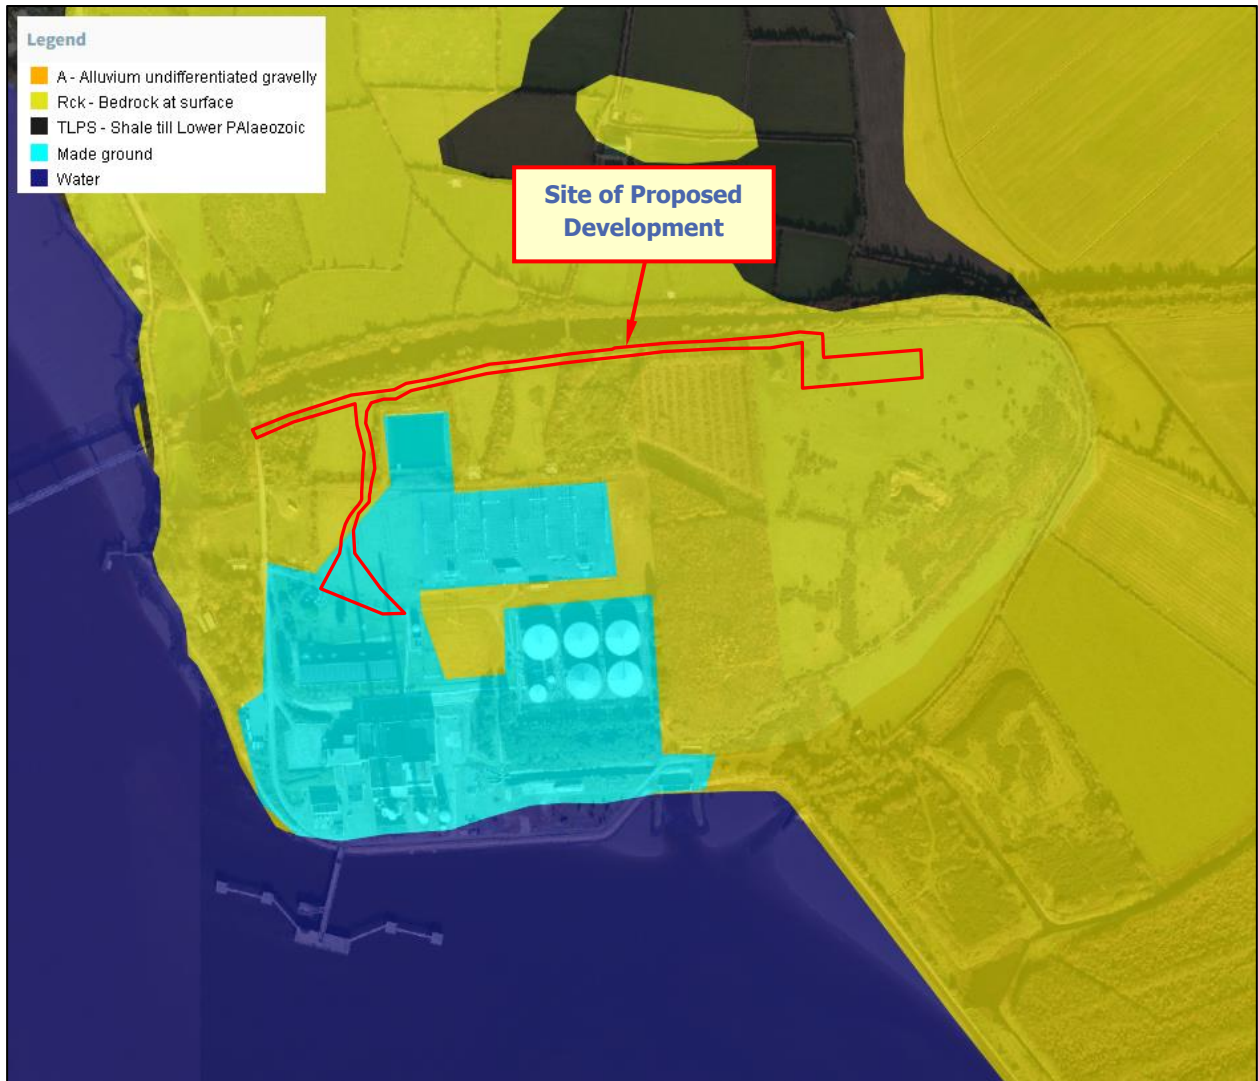 Legend
A - Alluvium undifferentiated gravelly
Rck - Bedrock at surface
TLPS - Shale till Lower PAlaeozoic
Made ground
Water
Site of Proposed
Development